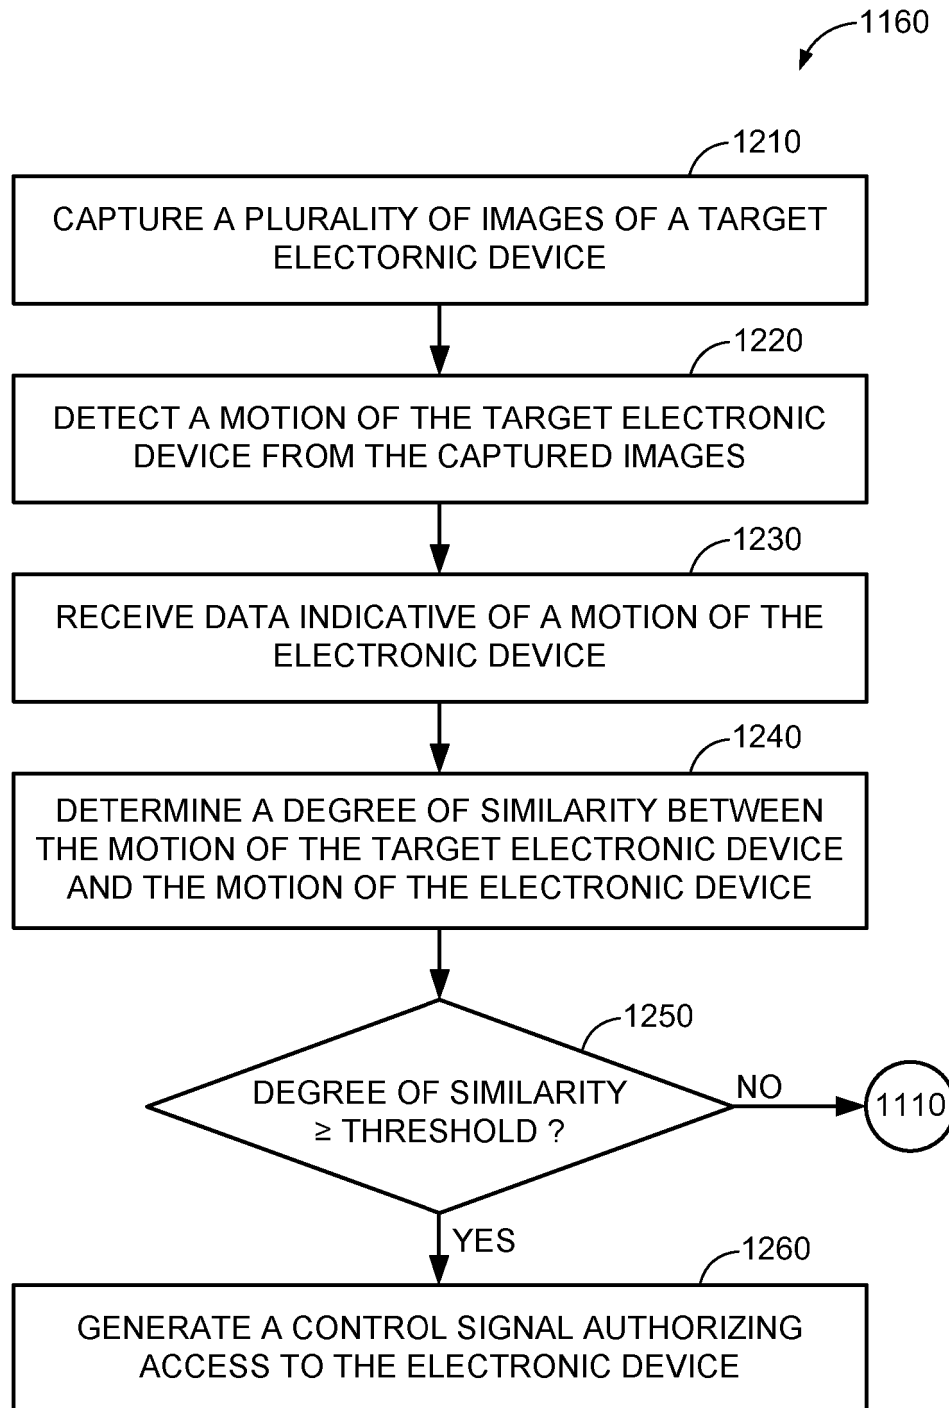 1160
1210
CAPTURE A PLURALITY OF IMAGES OF A TARGET
ELECTORNIC DEVICE
1220
DETECT A MOTION OF THE TARGET ELECTRONIC
DEVICE FROM THE CAPTURED IMAGES
1230
RECEIVE DATA INDICATIVE OF A MOTION OF THE
ELECTRONIC DEVICE
1240
DETERMINE A DEGREE OF SIMILARITY BETWEEN
THE MOTION OF THE TARGET ELECTRONIC DEVICE
AND THE MOTION OF THE ELECTRONIC DEVICE
1250
DEGREE OF SIMILARITY
≥ THRESHOLD ?
NO
1110
YES
1260
GENERATE A CONTROL SIGNAL AUTHORIZING
ACCESS TO THE ELECTRONIC DEVICE